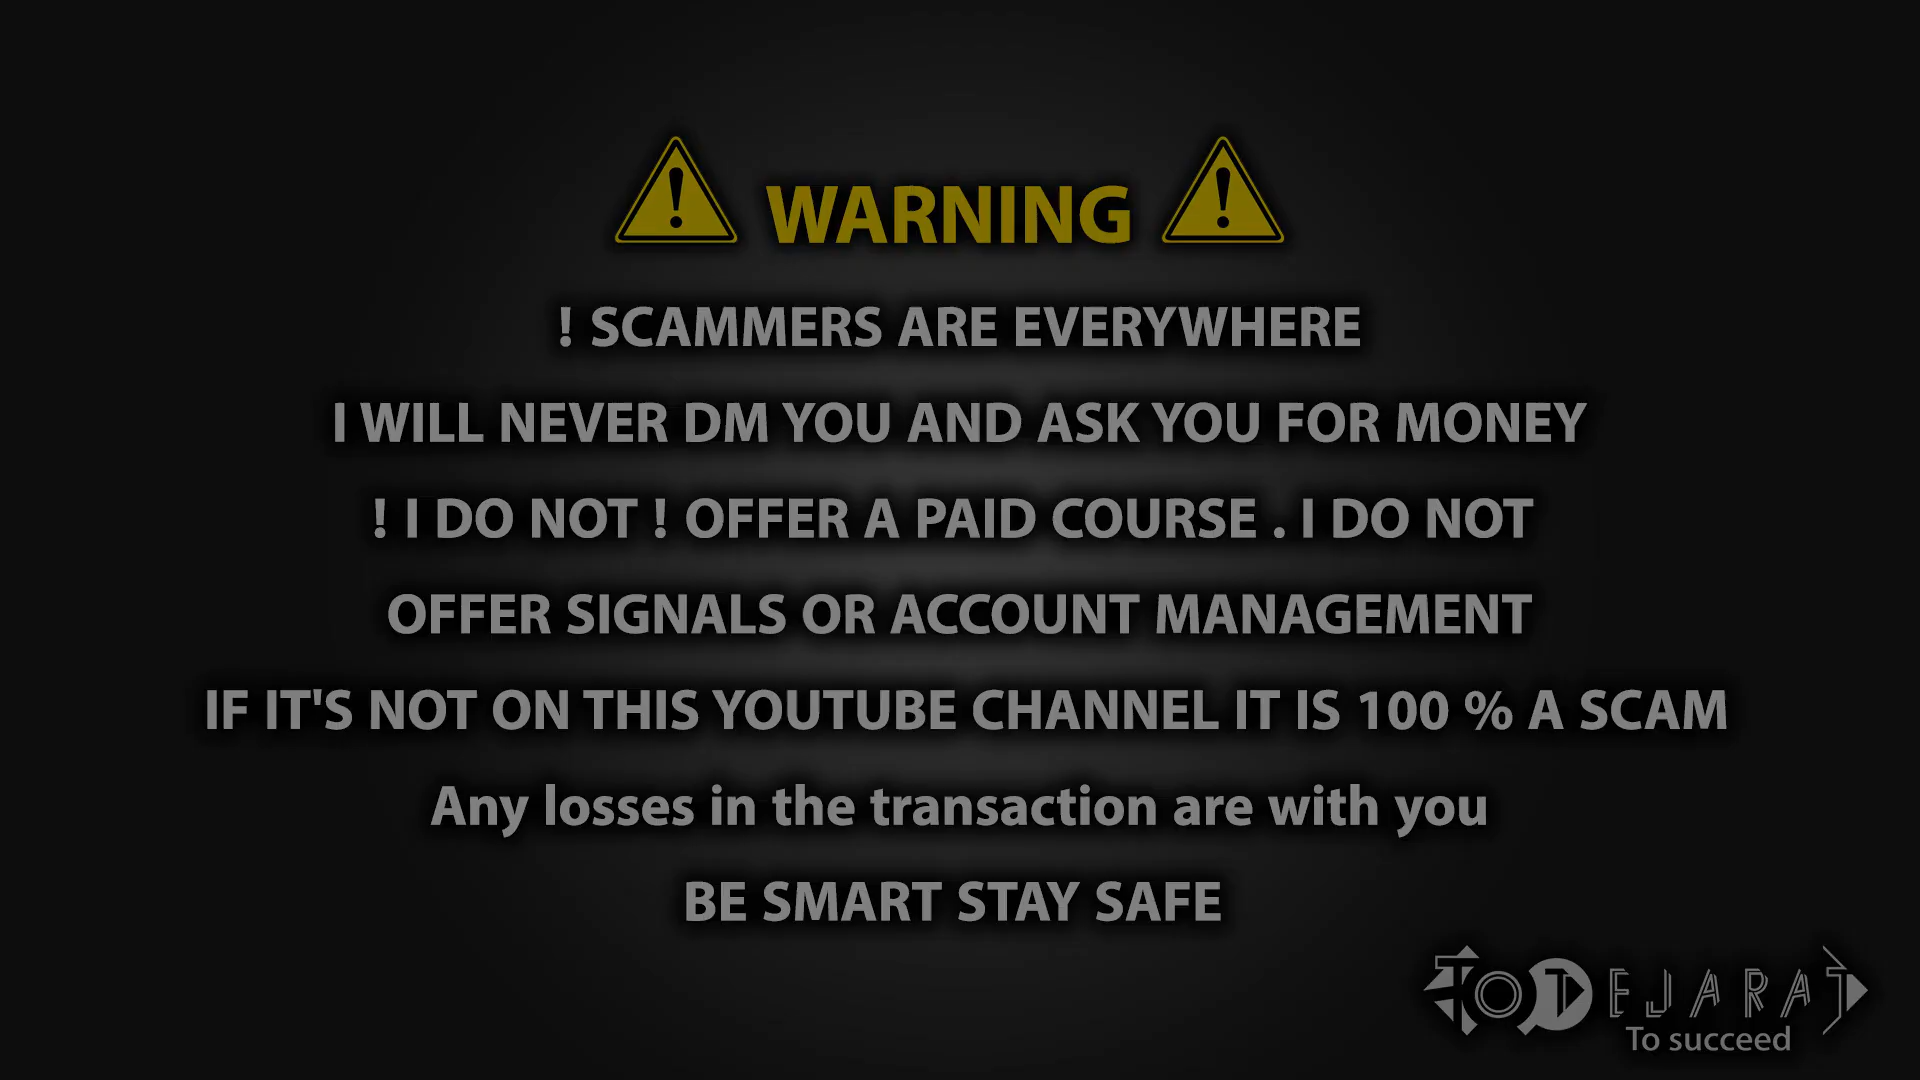 WARNING
! SCAMMERS ARE EVERYWHERE
I WILL NEVER DM YOU AND ASK YOU FOR MONEY
! I DO NOT ! OFFER A PAID COURSE . I DO NOT
OFFER SIGNALS OR ACCOUNT MANAGEMENT
IF IT'S NOT ON THIS YOUTUBE CHANNEL IT IS 100 % A SCAM
Any losses in the transaction are with you
BE SMART STAY SAFE
TO TEJARAT
To succeed